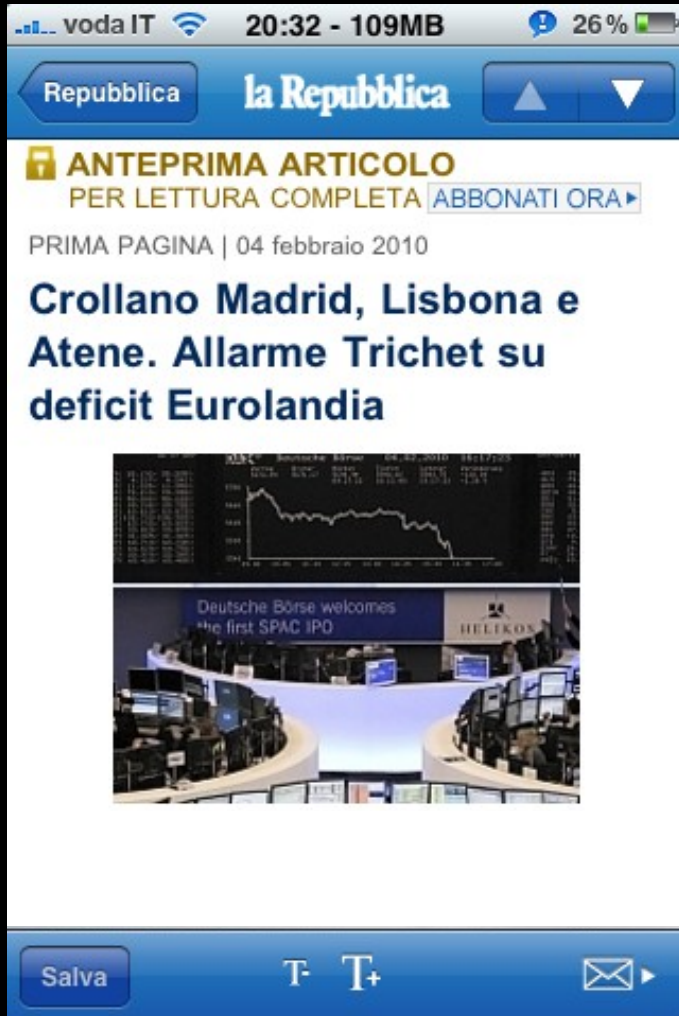 voda IT 20:32 - 109MB 26%
Repubblica la Repubblica
ANTEPRIMA ARTICOLO
PER LETTURA COMPLETA ABBONATI ORA
PRIMA PAGINA | 04 febbraio 2010
Crollano Madrid, Lisbona e
Atene. Allarme Trichet su
deficit Eurolandia
Deutsche Börse
Deutsche Börse welcomes
the first SPAC IPO
HELIKOS
Salva T- T+